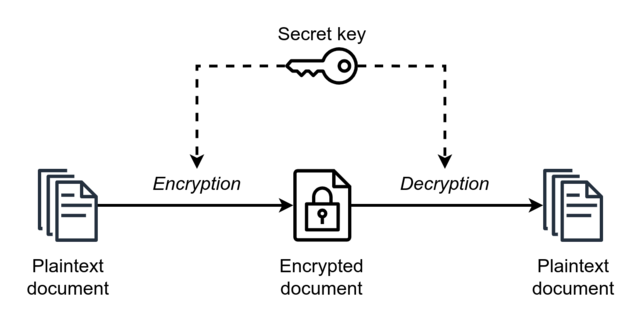 Secret key
Encryption
Decryption
Plaintext
document
Encrypted
document
Plaintext
document